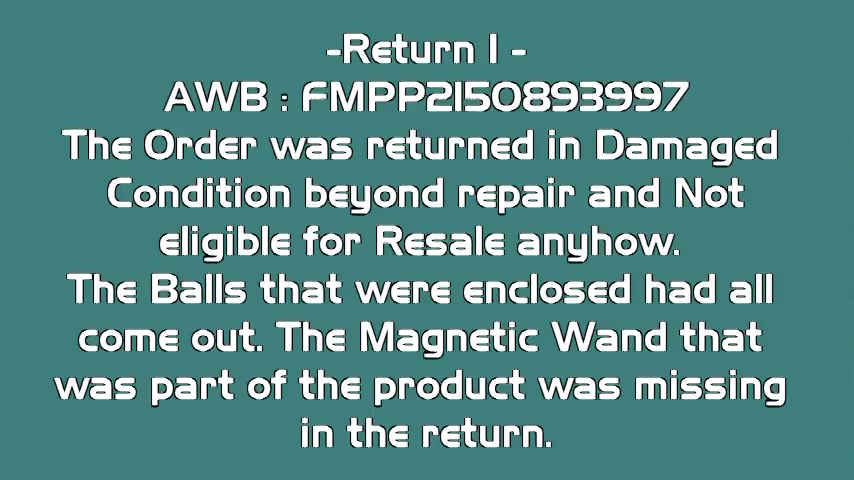 -Return 1 -
AWB : FMPP2150893997
The Order was returned in Damaged
Condition beyond repair and Not
eligible for Resale anyhow.
The Balls that were enclosed had all
come out. The Magnetic Wand that
was part of the product was missing
in the return.